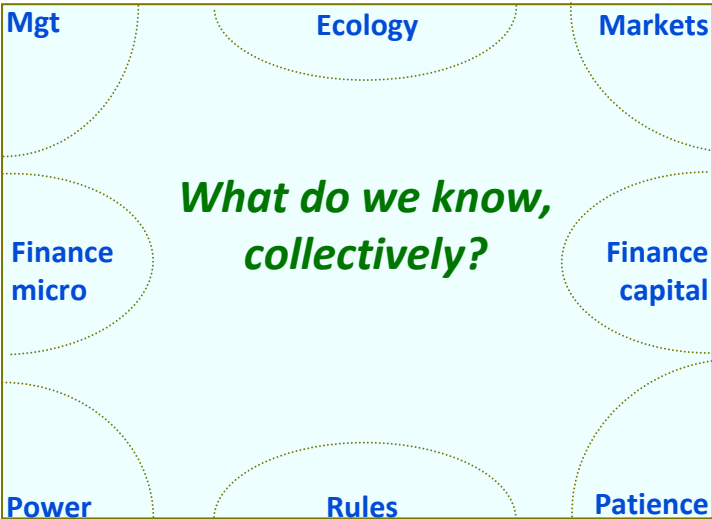 Mgt
Ecology
Markets
What do we know,
collectively?
Finance
micro
Finance
capital
Power
Rules
Patience